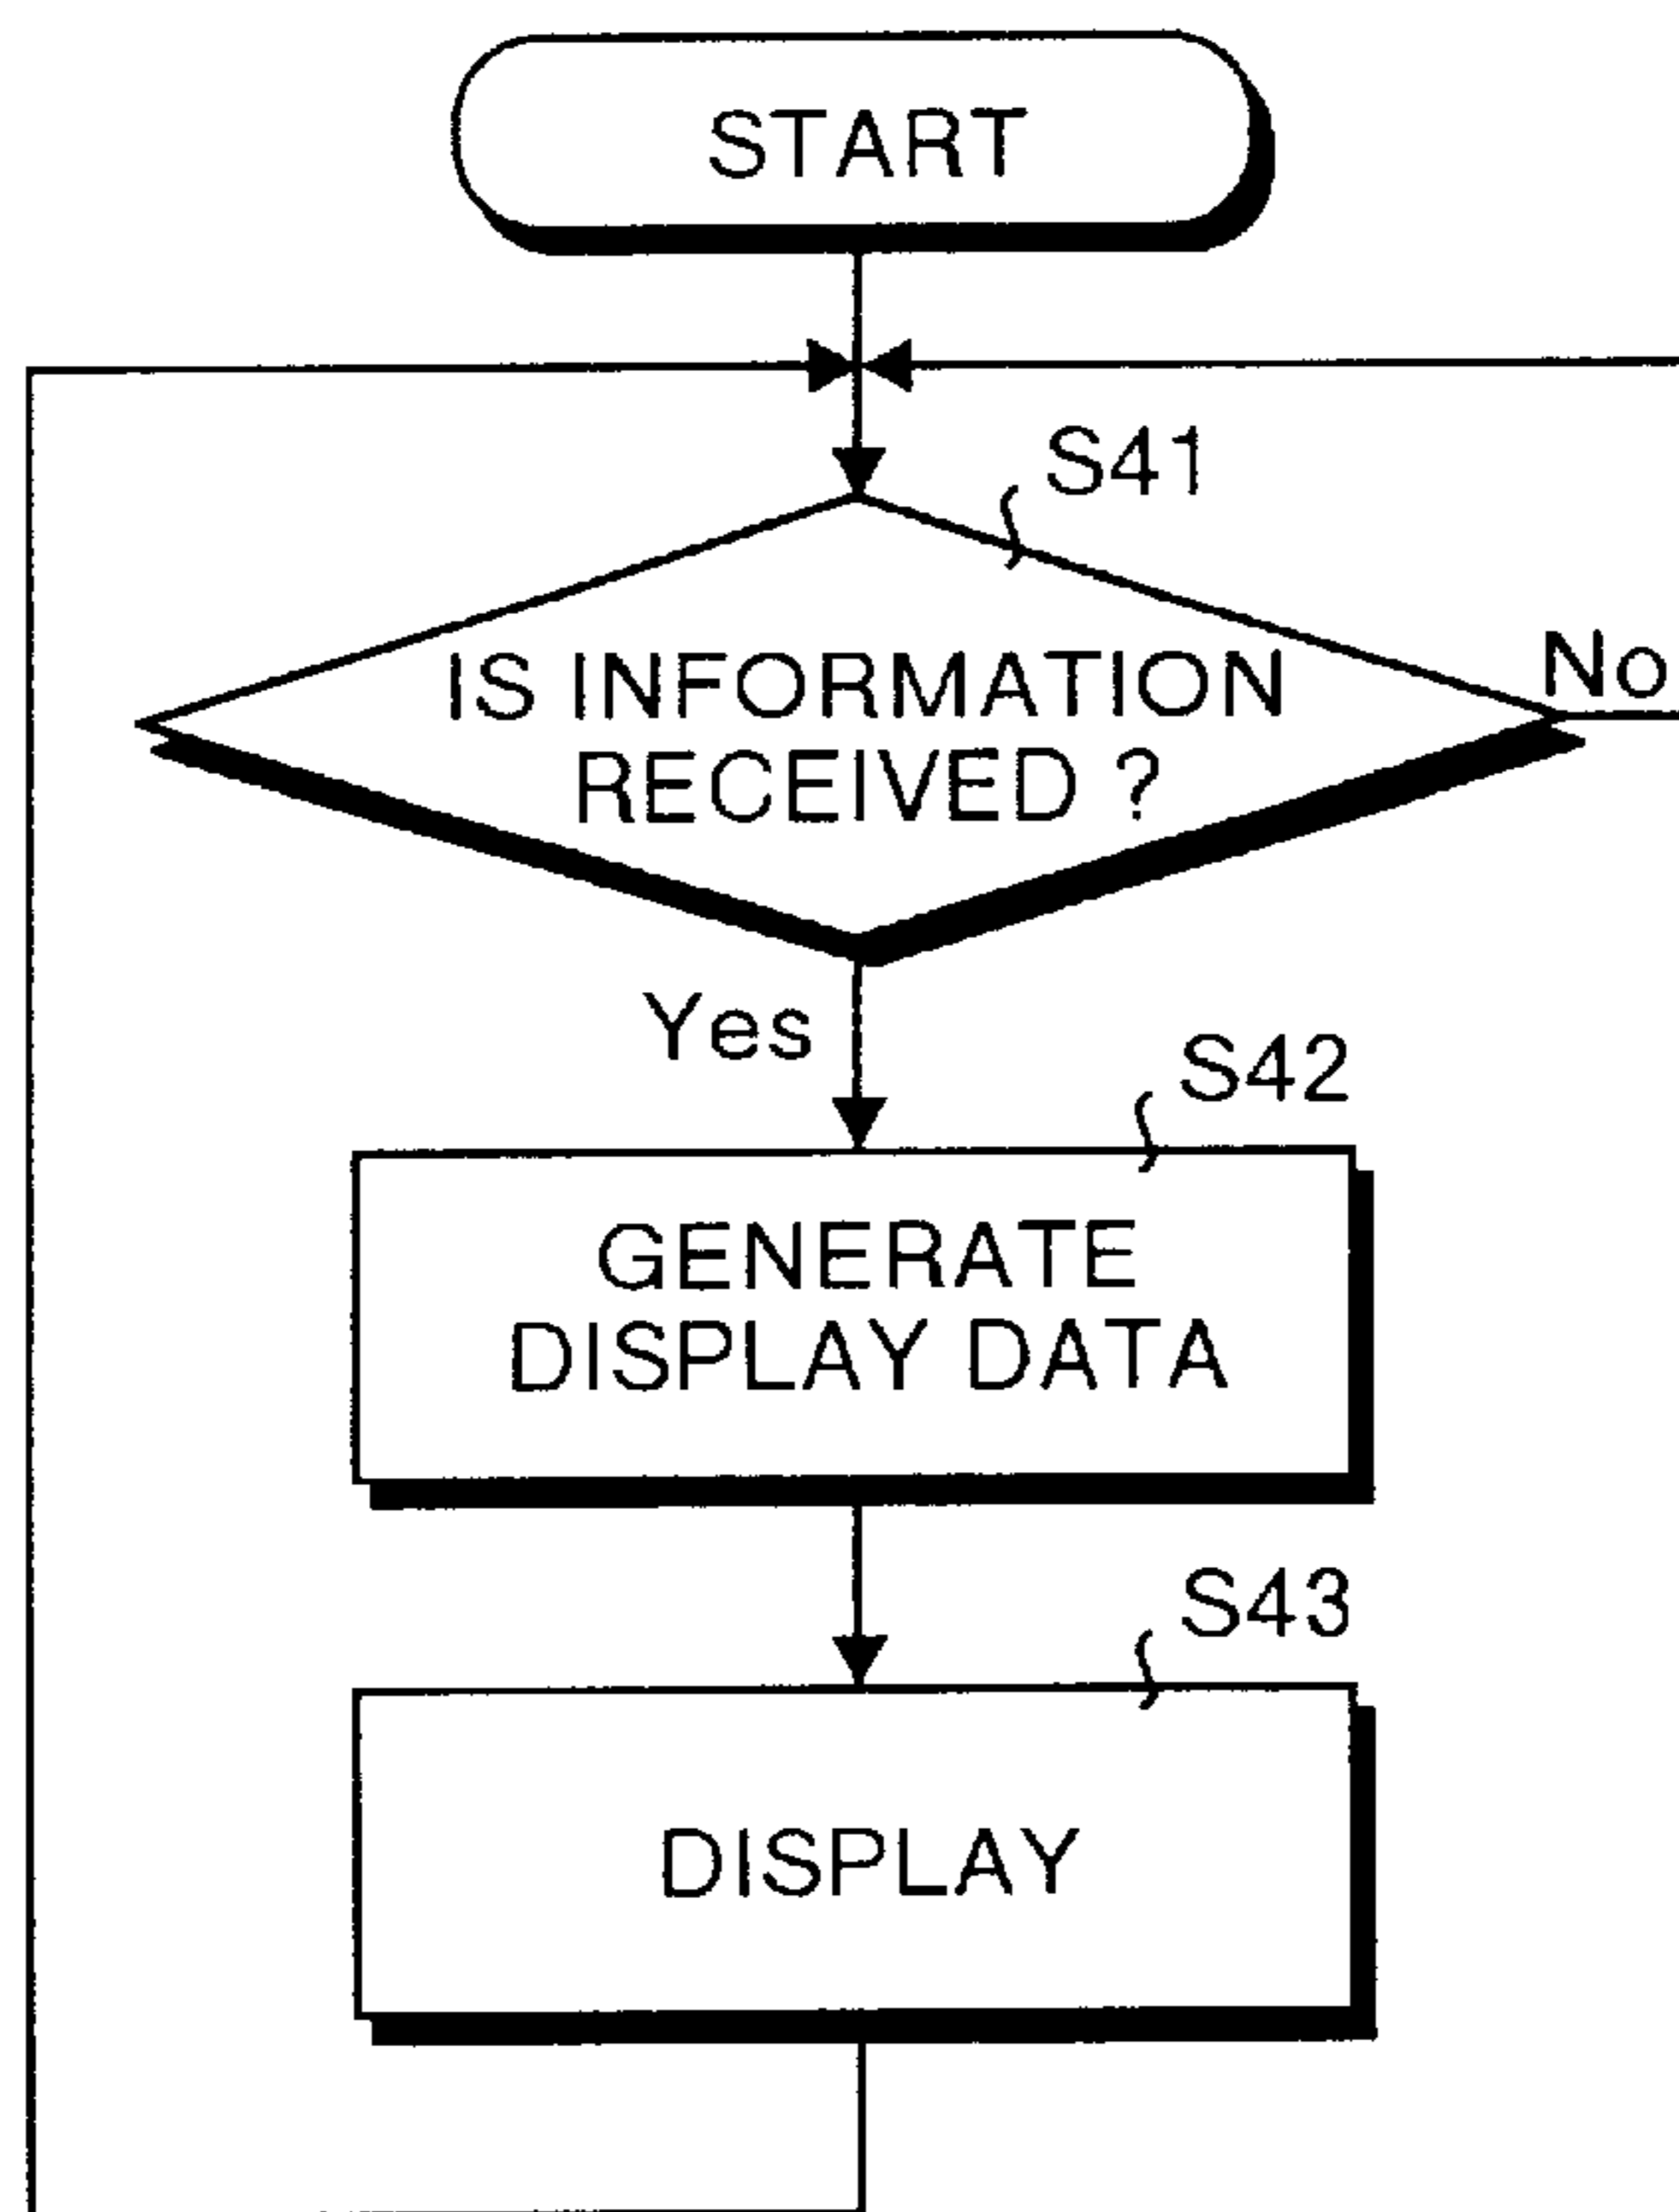 START
S41
IS INFORMATION
RECEIVED ?
No
Yes
S42
GENERATE
DISPLAY DATA
S43
DISPLAY